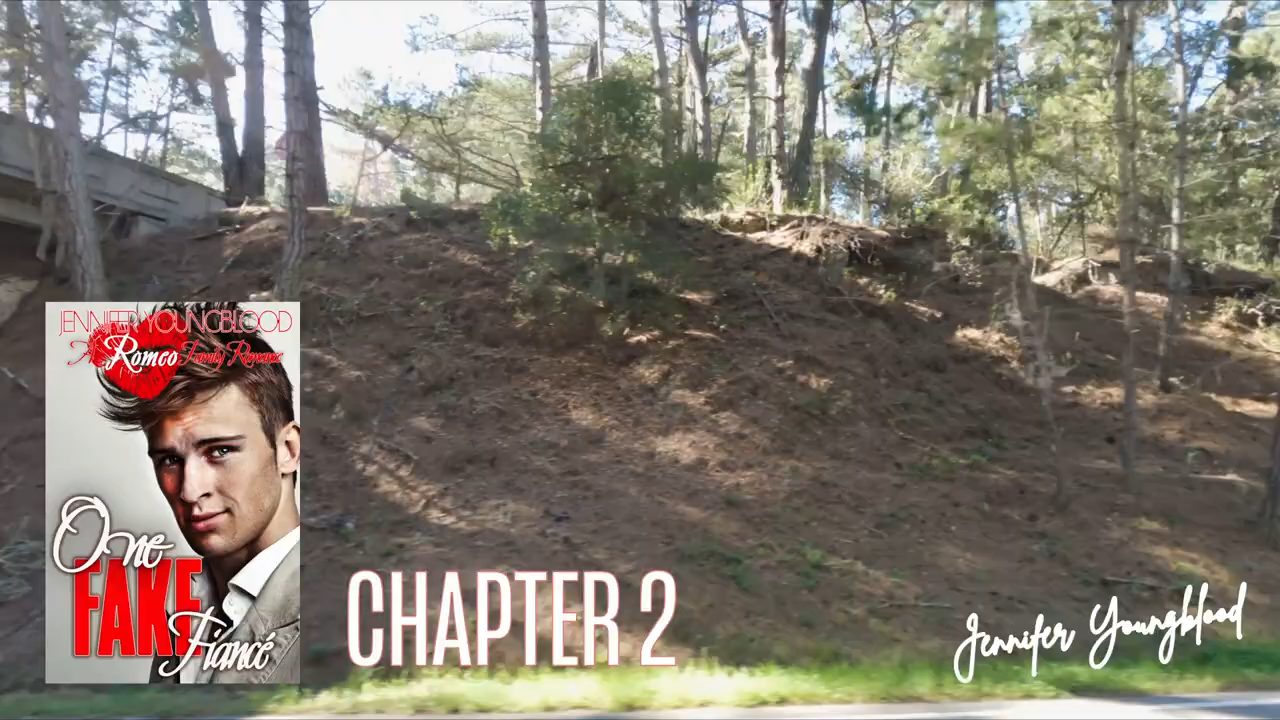 JENNIFER YOUNGBLOOD
A Romeo Family Romance
One
FAKE
Fiancé
CHAPTER 2
Jennifer Youngblood